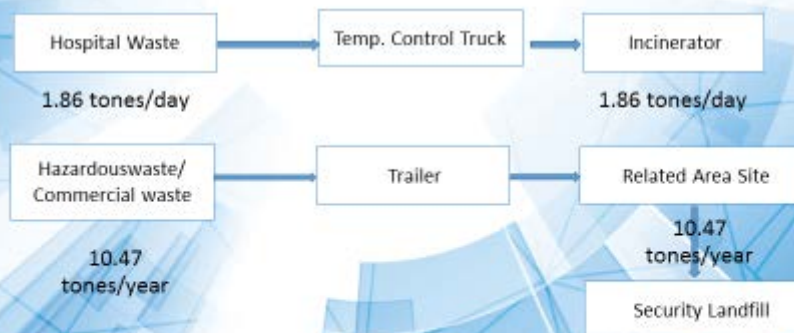 Hospital Waste
Temp. Control Truck
Incinerator
1.86 tones/day
1.86 tones/day
Hazardouswaste/
Commercial waste
Trailer
Related Area Site
10.47
tones/year
10.47
tones/year
Security Landfill